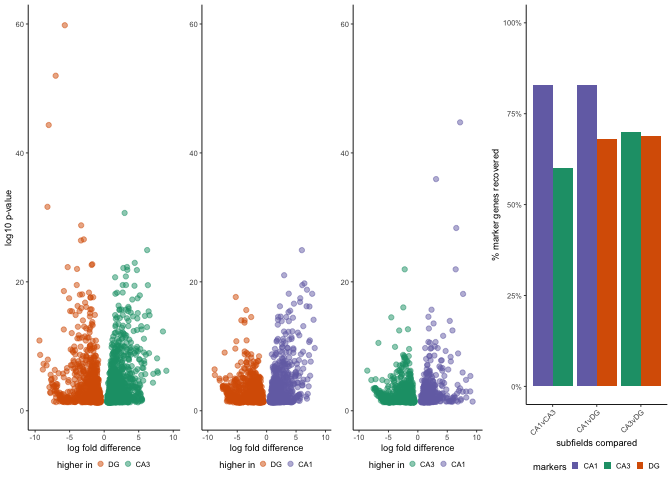 60
40
20
0
log10 p-value
-10 -5 0 5 10
log fold difference
higher in DG CA3
60
40
20
0
-10 -5 0 5 10
log fold difference
higher in DG CA1
60
40
20
0
-10 -5 0 5 10
log fold difference
higher in CA3 CA1
100%
75%
50%
25%
0%
% marker genes recovered
CA1vCA3 CA1vDG CA3vDG
subfields compared
markers CA1 CA3 DG